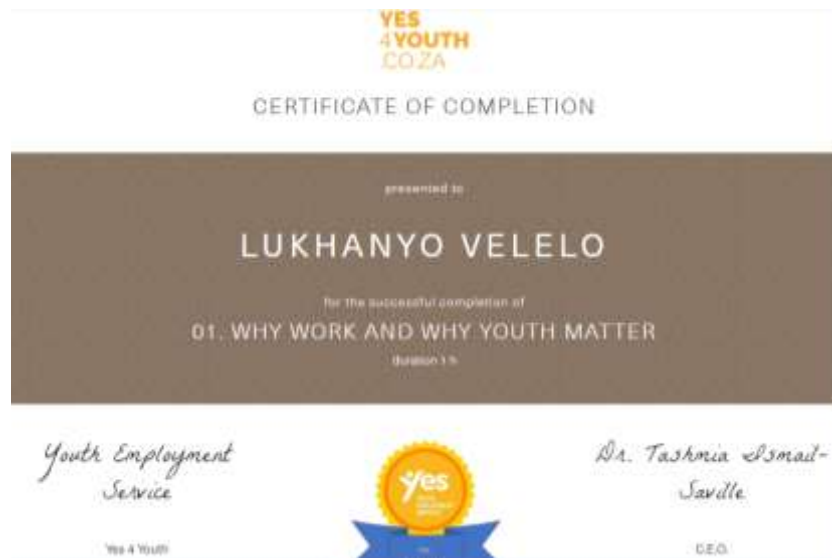 YES
4YOUTH
.CO.ZA
CERTIFICATE OF COMPLETION
presented to
LUKHANYO VELELO
for the successful completion of
01. WHY WORK AND WHY YOUTH MATTER
duration 1 h
Youth Employment
Service
Dr. Tashmia Ismail-
Saville
yes
Yes 4 Youth
C.E.O.